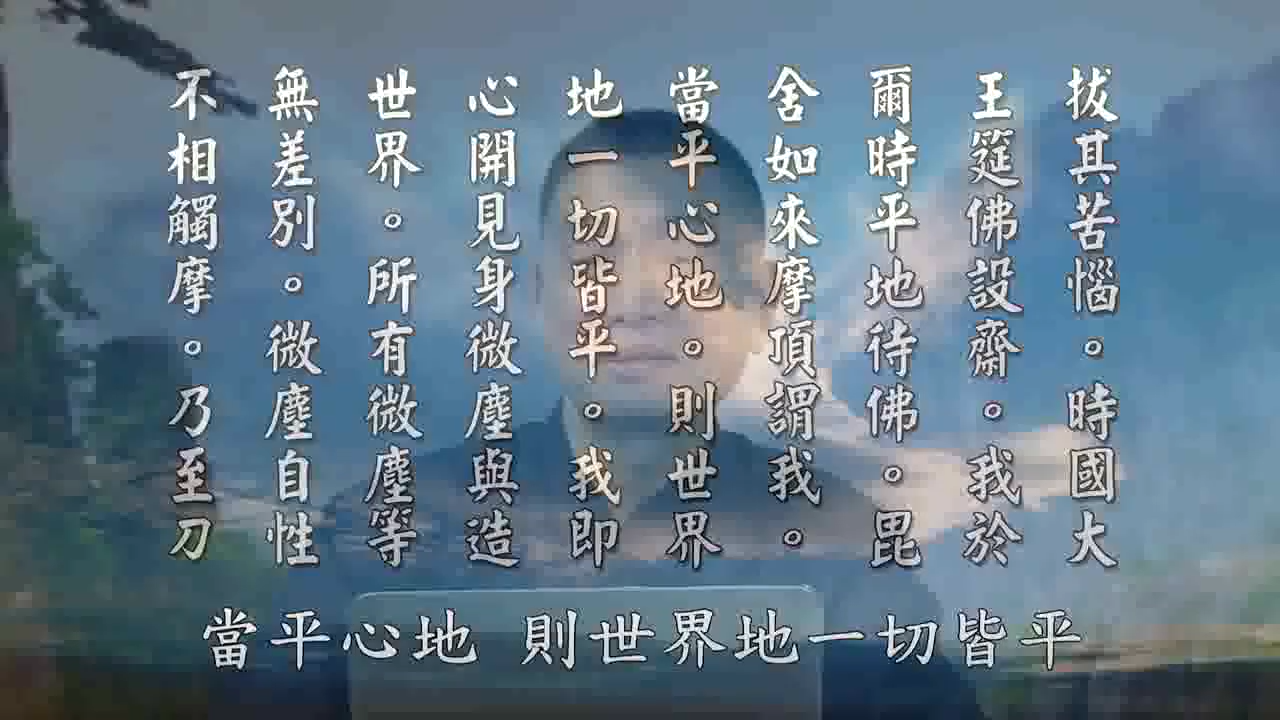 拔其苦惱。時國大
王筵佛設齋。我於
爾時平地待佛。毘
舍如來摩頂謂我。
當平心地。則世界
地一切皆平。我即
心開見身微塵與造
世界。所有微塵等
無差別。微塵自性
不相觸摩。乃至刀
當平心地 則世界地一切皆平